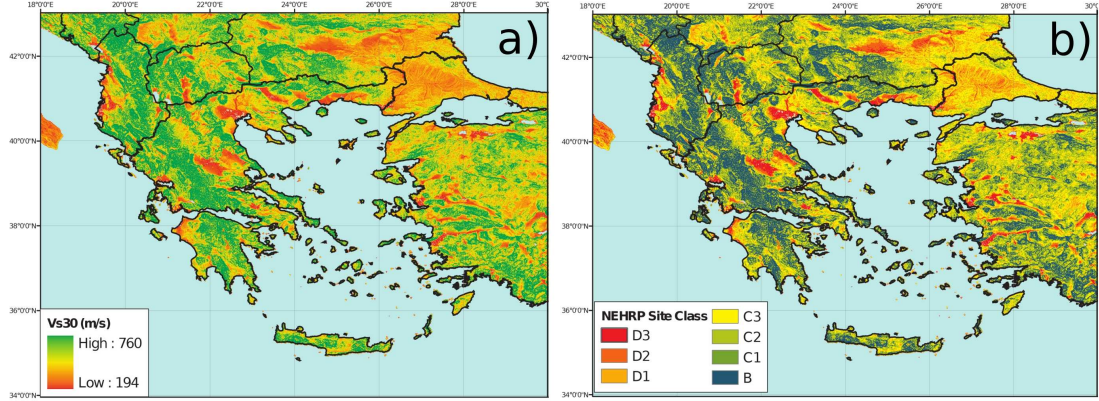 18°0'0"E 20°0'0"E 22°0'0"E 24°0'0"E 26°0'0"E 28°0'0"E 30°
18°0'0"E 20°0'0"E 22°0'0"E 24°0'0"E 26°0'0"E 28°0'0"E 30°0
a)
b)
42°0'0"N
40°0'0"N
38°0'0"N
36°0'0"N
34°0'0"N
42°0'0"N
40°0'0"N
38°0'0"N
36°0'0"N
34°0'0"N
Vs30 (m/s)
High : 760
Low : 194
NEHRP Site Class
D3
D2
D1
C3
C2
C1
B